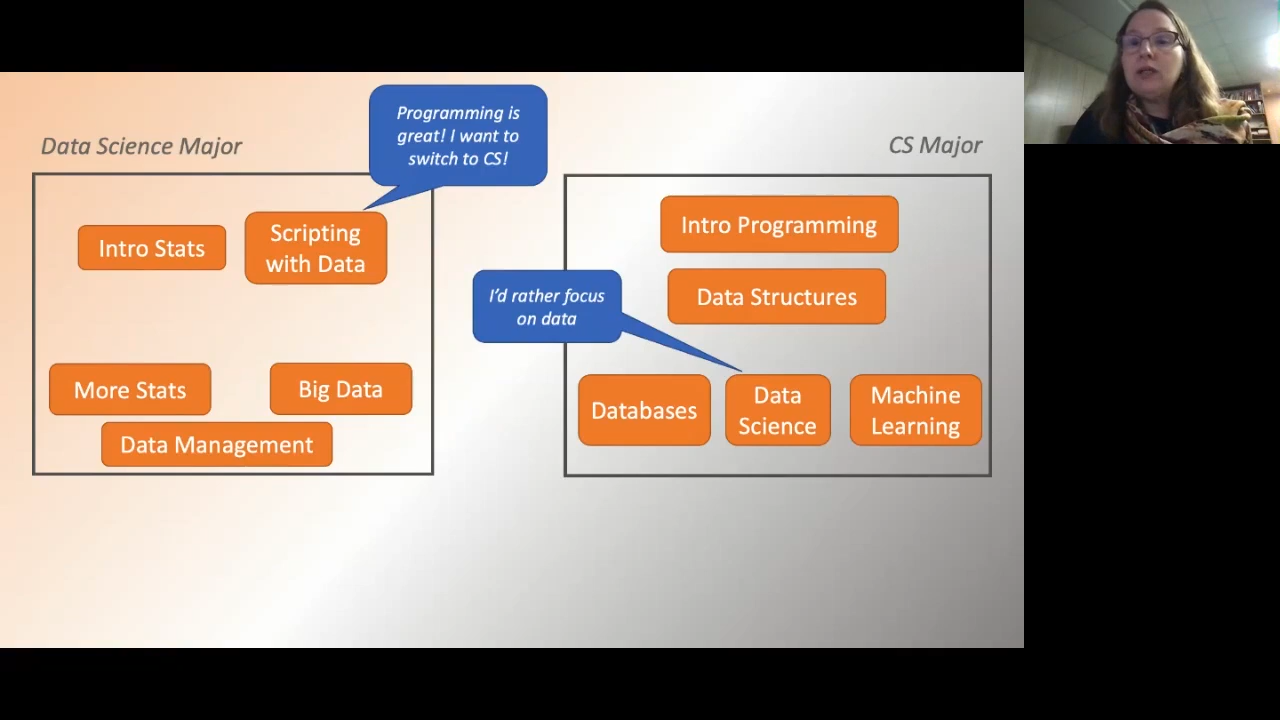 Programming is
great! I want to
switch to CS!
Data Science Major
CS Major
Intro Stats
Scripting
with Data
Intro Programming
I'd rather focus
on data
Data Structures
More Stats
Big Data
Data Management
Databases
Data
Science
Machine
Learning